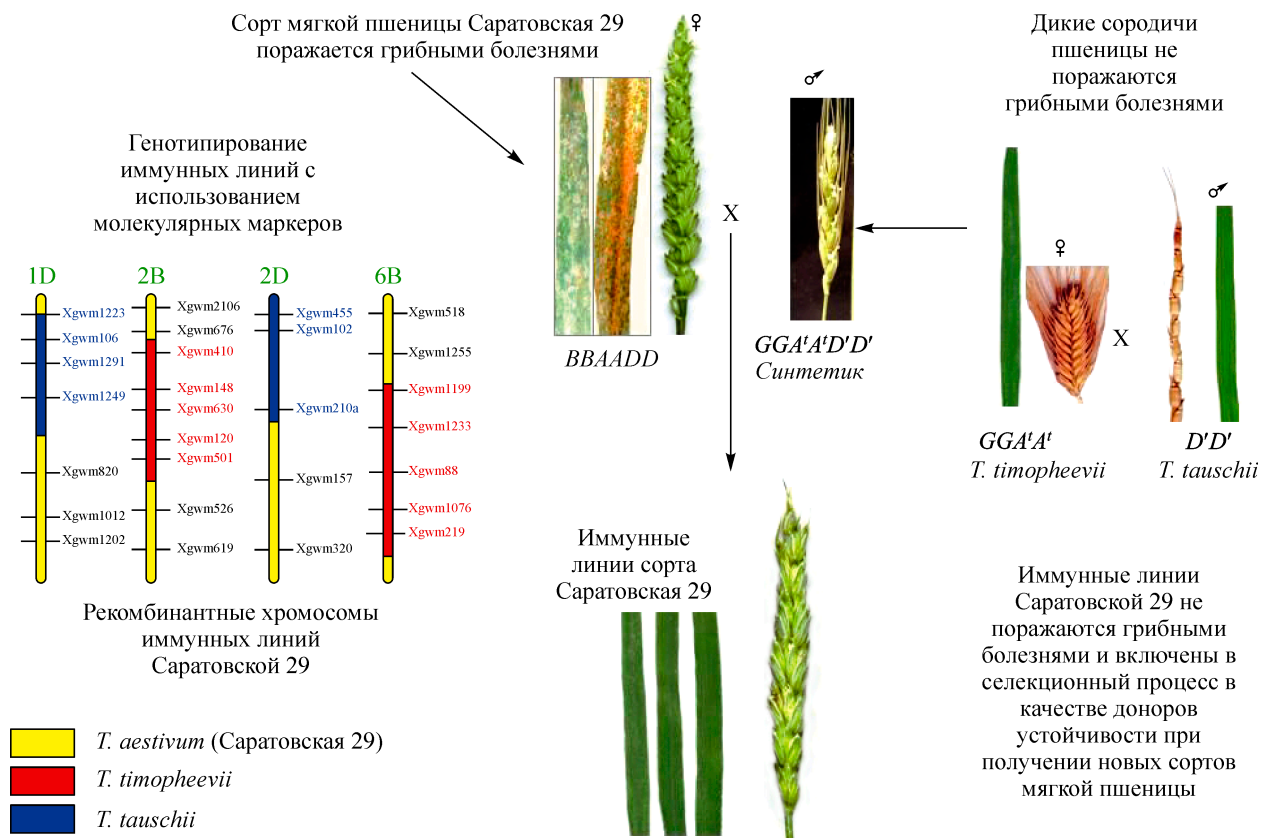 Сорт мягкой пшеницы Саратовская 29
поражается грибными болезнями
♀
♂
Дикие сородичи
пшеницы не
поражаются
грибными болезнями
Генотипирование
иммунных линий с
использованием
молекулярных маркеров
X
BBAADD
GGAᵗAᵗD'D'
Синтетик
♀
♂
X
GGAᵗAᵗ
T. timopheevii
D'D'
T. tauschii
1D
Xgwm1223
Xgwm106
Xgwm1291
Xgwm1249
Xgwm820
Xgwm1012
Xgwm1202
2B
Xgwm2106
Xgwm676
Xgwm410
Xgwm148
Xgwm630
Xgwm120
Xgwm501
Xgwm526
Xgwm619
2D
Xgwm455
Xgwm102
Xgwm210a
Xgwm157
Xgwm320
6B
Xgwm518
Xgwm1255
Xgwm1199
Xgwm1233
Xgwm88
Xgwm1076
Xgwm219
Рекомбинантные хромосомы
иммунных линий
Саратовской 29
Иммунные
линии сорта
Саратовская 29
Иммунные линии
Саратовской 29 не
поражаются грибными
болезнями и включены в
селекционный процесс в
качестве доноров
устойчивости при
получении новых сортов
мягкой пшеницы
T. aestivum (Саратовская 29)
T. timopheevii
T. tauschii